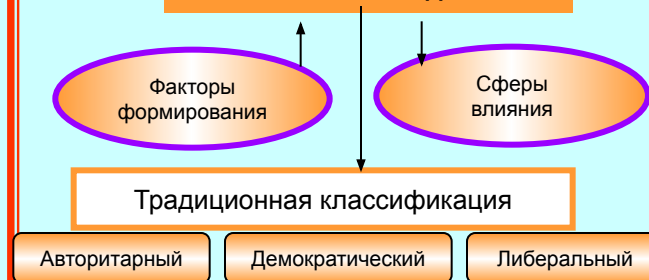 Факторы
формирования
Сферы
влияния
Традиционная классификация
Авторитарный
Демократический
Либеральный